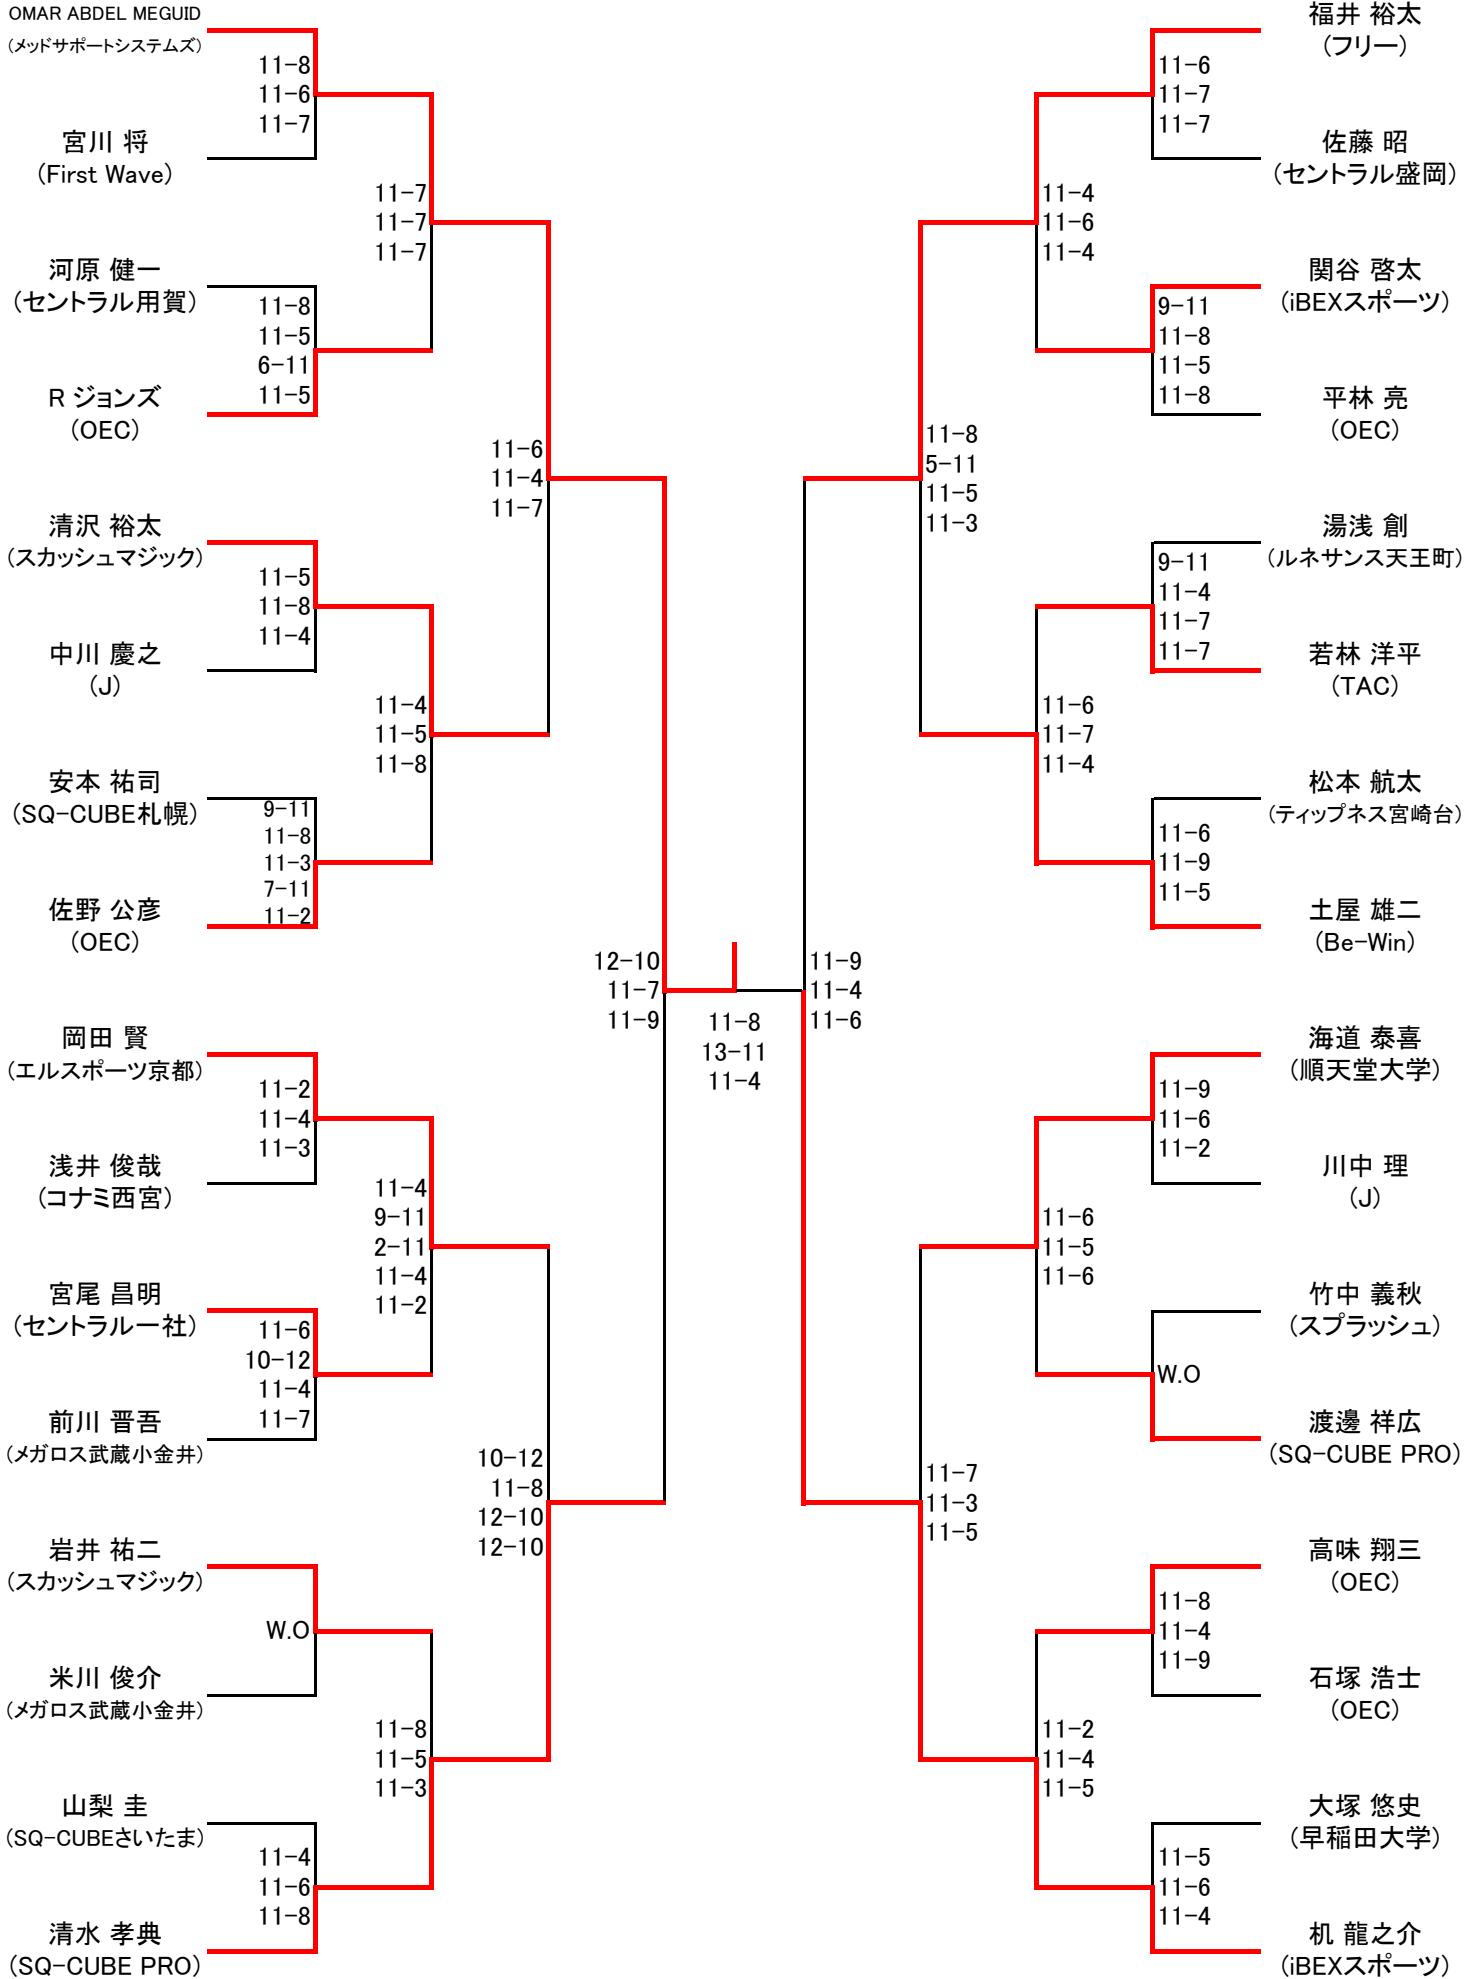 OMAR ABDEL MEGUID
(メッドサポートシステムズ)
11-8
11-6
11-7
宮川 将
(First Wave)
11-7
11-7
11-7
河原 健一
(セントラル用賀)
11-8
11-5
6-11
11-5
R ジョンズ
(OEC)
11-6
11-4
11-7
清沢 裕太
(スカッシュマジック)
11-5
11-8
11-4
中川 慶之
(J)
11-4
11-5
11-8
安本 祐司
(SQ-CUBE札幌)
9-11
11-8
11-3
7-11
11-2
佐野 公彦
(OEC)
12-10
11-7
11-9
岡田 賢
(エルスポーツ京都)
11-2
11-4
11-3
浅井 俊哉
(コナミ西宮)
11-4
9-11
2-11
11-4
11-2
宮尾 昌明
(セントラル一社)
11-6
10-12
11-4
11-7
前川 晋吾
(メガロス武蔵小金井)
10-12
11-8
12-10
12-10
岩井 祐二
(スカッシュマジック)
W.O
米川 俊介
(メガロス武蔵小金井)
11-8
11-5
11-3
山梨 圭
(SQ-CUBEさいたま)
11-4
11-6
11-8
清水 孝典
(SQ-CUBE PRO)
11-8
13-11
11-4
福井 裕太
(フリー)
11-6
11-7
11-7
佐藤 昭
(セントラル盛岡)
11-4
11-6
11-4
関谷 啓太
(iBEXスポーツ)
9-11
11-8
11-5
11-8
平林 亮
(OEC)
11-8
5-11
11-5
11-3
湯浅 創
(ルネサンス天王町)
9-11
11-4
11-7
11-7
若林 洋平
(TAC)
11-6
11-7
11-4
松本 航太
(ティップネス宮崎台)
11-6
11-9
11-5
土屋 雄二
(Be-Win)
11-9
11-4
11-6
海道 泰喜
(順天堂大学)
11-9
11-6
11-2
川中 理
(J)
11-6
11-5
11-6
竹中 義秋
(スプラッシュ)
W.O
渡邊 祥広
(SQ-CUBE PRO)
11-7
11-3
11-5
高味 翔三
(OEC)
11-8
11-4
11-9
石塚 浩士
(OEC)
11-2
11-4
11-5
大塚 悠史
(早稲田大学)
11-5
11-6
11-4
机 龍之介
(iBEXスポーツ)